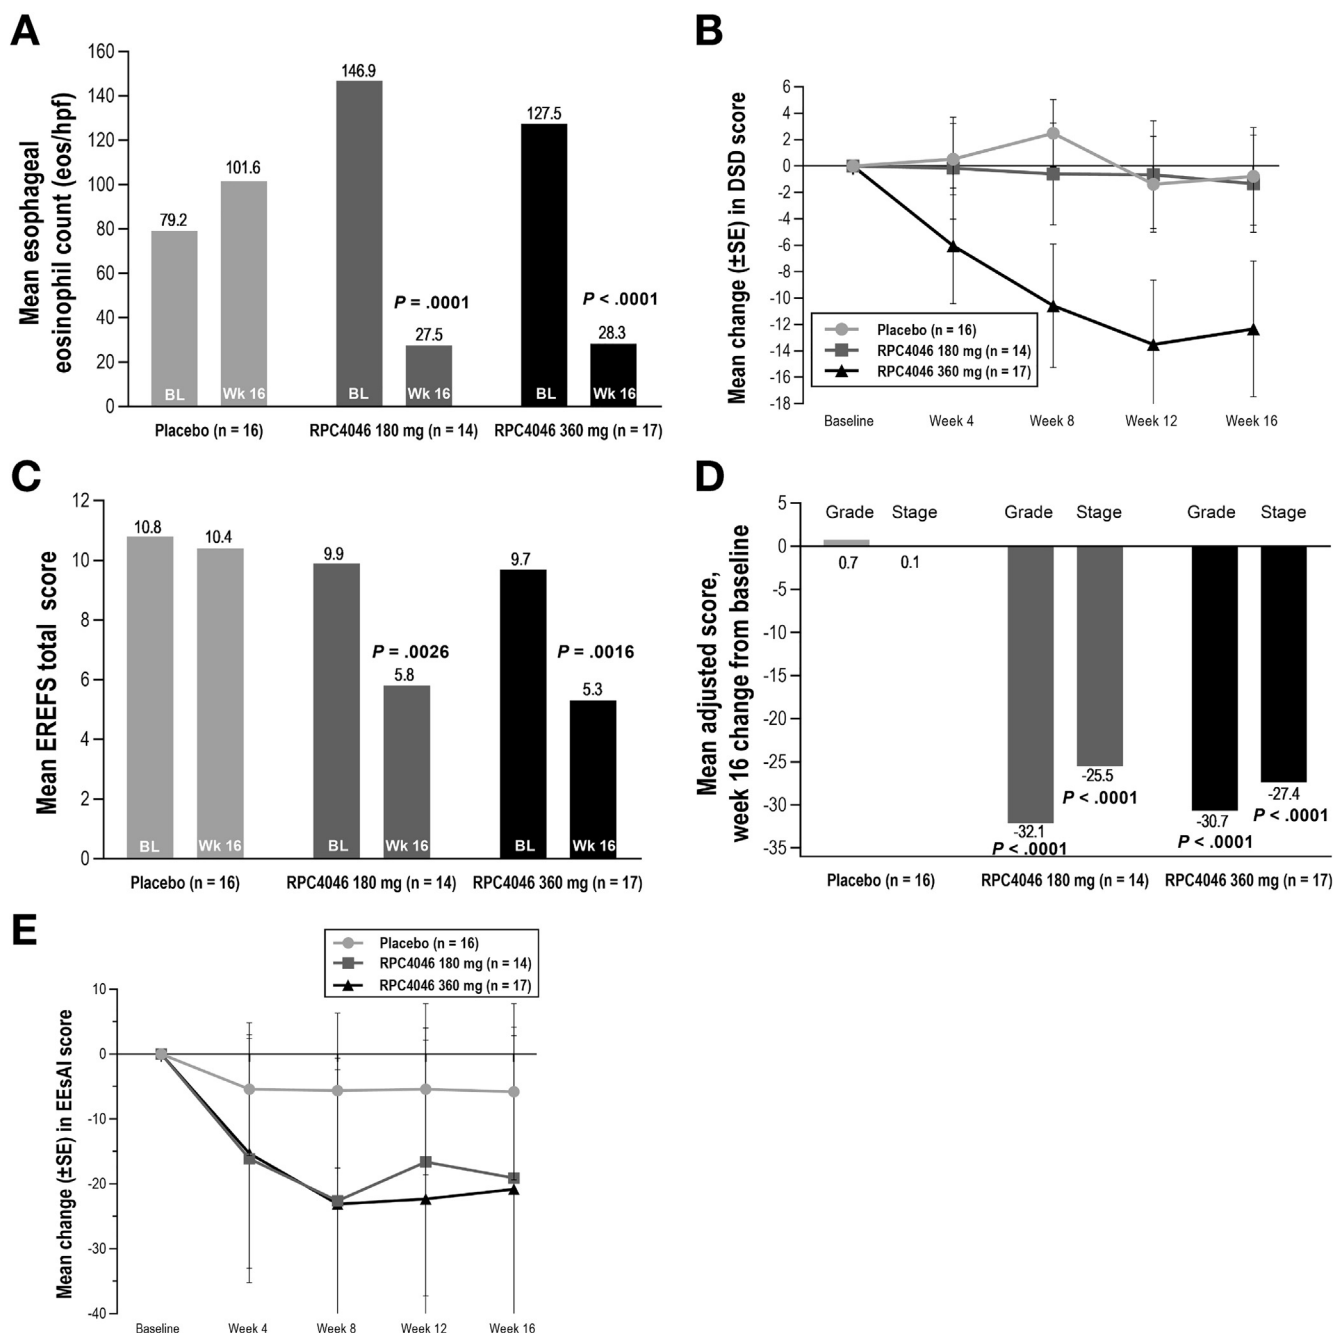 A
Mean esophageal
eosinophil count (eos/hpf)
160
140
120
100
80
60
40
20
0
79.2
101.6
146.9
P = .0001
27.5
127.5
P < .0001
28.3
BL
Wk 16
BL
Wk 16
BL
Wk 16
Placebo (n = 16)
RPC4046 180 mg (n = 14)
RPC4046 360 mg (n = 17)
B
Mean change (±SE) in DSD score
6
4
2
0
-2
-4
-6
-8
-10
-12
-14
-16
-18
Placebo (n = 16)
RPC4046 180 mg (n = 14)
RPC4046 360 mg (n = 17)
Baseline
Week 4
Week 8
Week 12
Week 16
C
Mean EREFS total score
12
10
8
6
4
2
0
10.8
10.4
9.9
P = .0026
5.8
9.7
P = .0016
5.3
BL
Wk 16
BL
Wk 16
BL
Wk 16
Placebo (n = 16)
RPC4046 180 mg (n = 14)
RPC4046 360 mg (n = 17)
D
Mean adjusted score,
week 16 change from baseline
5
0
-5
-10
-15
-20
-25
-30
-35
Grade Stage
Grade Stage
Grade Stage
0.7
0.1
-32.1
P < .0001
-25.5
P < .0001
-30.7
P < .0001
-27.4
P < .0001
Placebo (n = 16)
RPC4046 180 mg (n = 14)
RPC4046 360 mg (n = 17)
E
Placebo (n = 16)
RPC4046 180 mg (n = 14)
RPC4046 360 mg (n = 17)
Mean change (±SE) in EEsAI score
10
0
-10
-20
-30
-40
Baseline
Week 4
Week 8
Week 12
Week 16